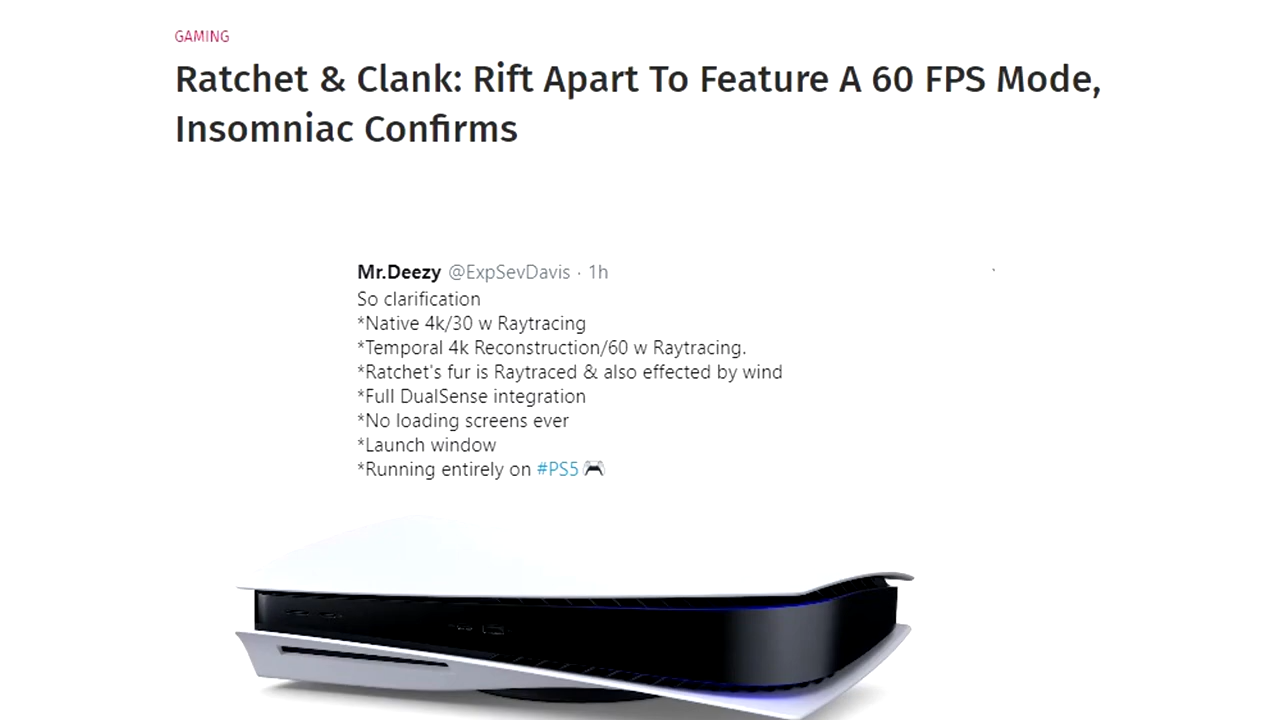 GAMING
Ratchet & Clank: Rift Apart To Feature A 60 FPS Mode,
Insomniac Confirms
Mr.Deezy @ExpSevDavis · 1h
So clarification
*Native 4k/30 w Raytracing
*Temporal 4k Reconstruction/60 w Raytracing.
*Ratchet's fur is Raytraced & also effected by wind
*Full DualSense integration
*No loading screens ever
*Launch window
*Running entirely on #PS5 🎮